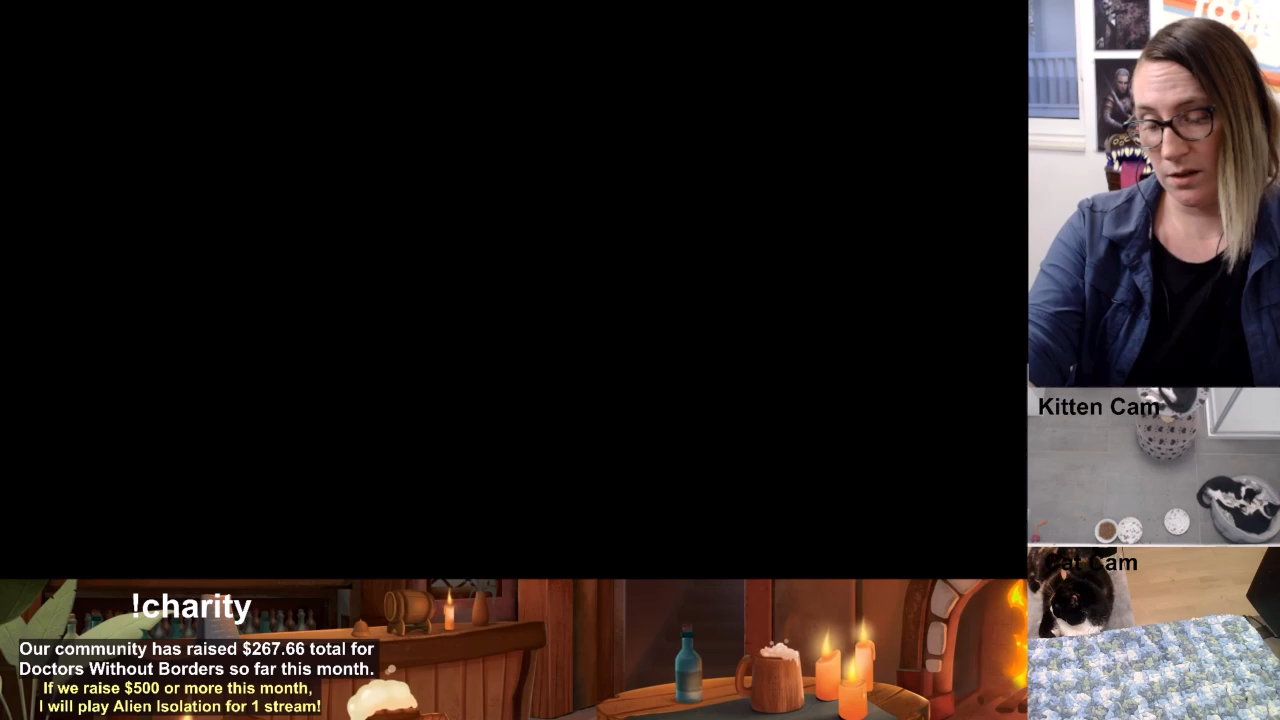 Kitten Cam
Cam
!charity
Our community has raised $267.66 total for
Doctors Without Borders so far this month.
If we raise $500 or more this month,
I will play Alien Isolation for 1 stream!